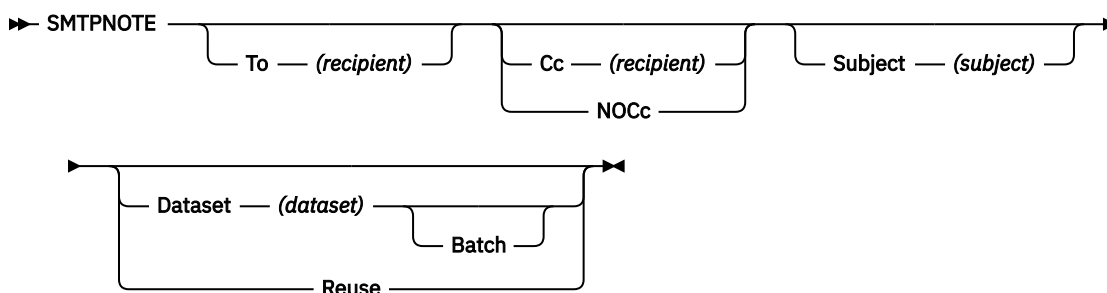 SMTPNOTE To (recipient) Cc (recipient) Subject (subject)
NOCc
Dataset (dataset)
Batch
Reuse